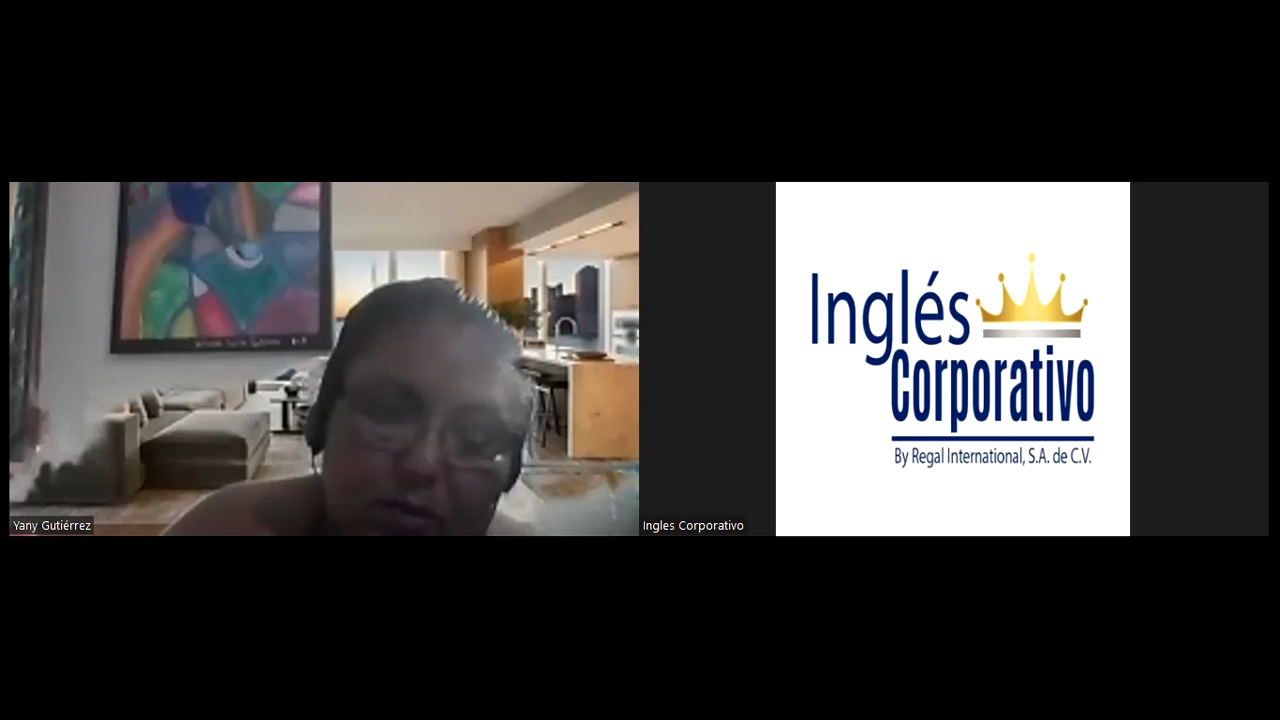 Yany Gutiérrez
Inglés
Corporativo
By Regal International, S.A. de C.V.
Ingles Corporativo